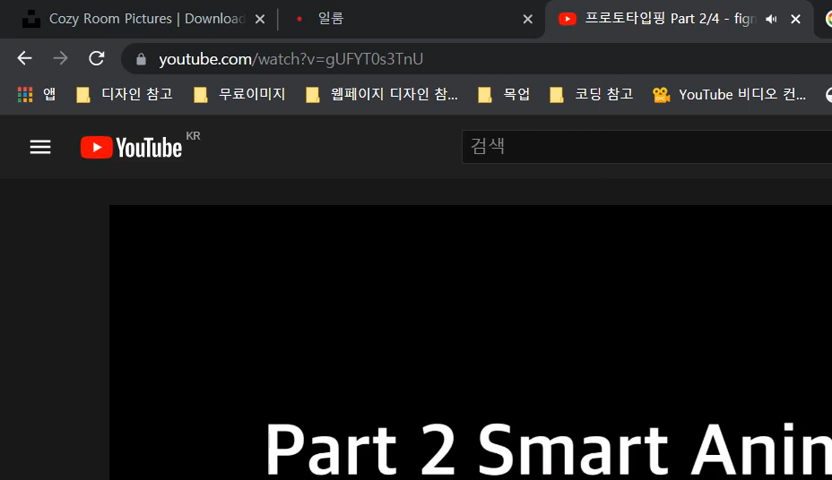 Cozy Room Pictures | Download
일룸
프로토타입핑 Part 2/4 - figm
youtube.com/watch?v=gUFYT0s3TnU
앱
디자인 참고
무료이미지
웹페이지 디자인 참...
목업
코딩 참고
YouTube 비디오 컨...
YouTube KR
검색
Part 2 Smart Anim